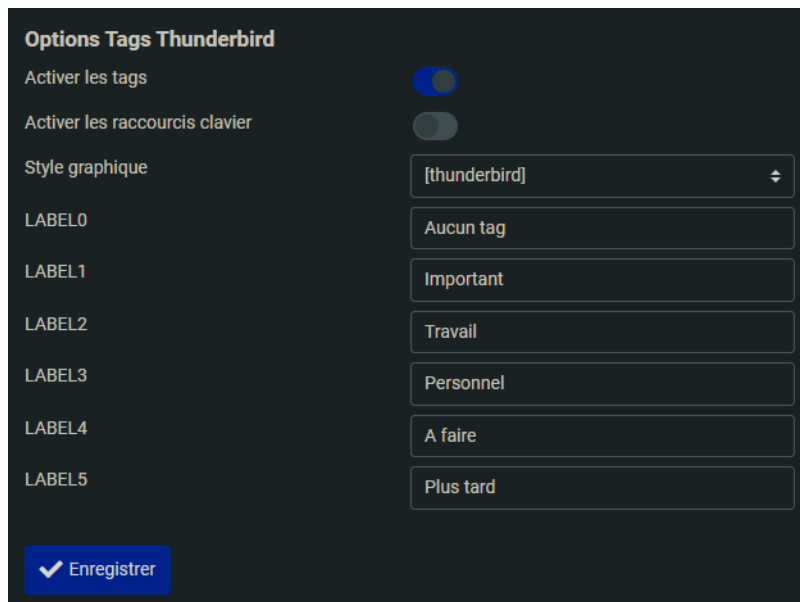 Options Tags Thunderbird
Activer les tags
Activer les raccourcis clavier
Style graphique [thunderbird]
LABEL0 Aucun tag
LABEL1 Important
LABEL2 Travail
LABEL3 Personnel
LABEL4 A faire
LABEL5 Plus tard
Enregistrer